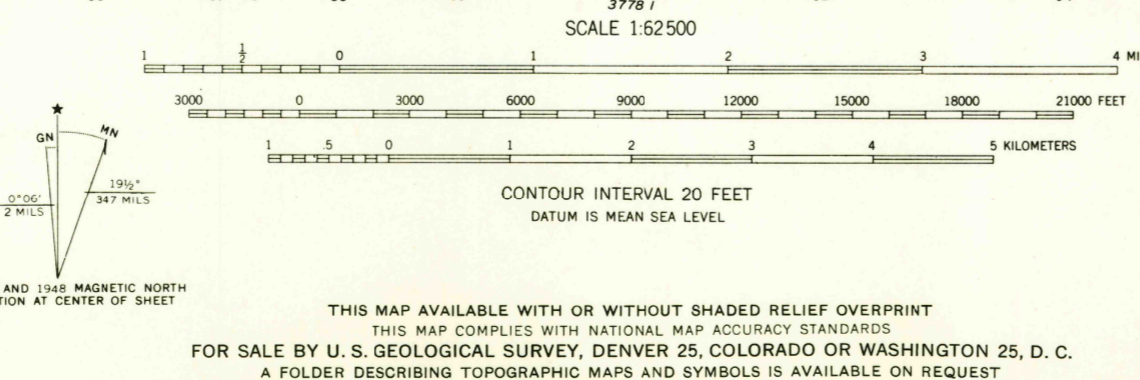 3778 I
SCALE 1:62500
1 ½ 0 1 2 3 4 MI
3000 0 3000 6000 9000 12000 15000 18000 21000 FEET
1 .5 0 1 2 3 4 5 KILOMETERS
GN MN
0°06'
2 MILS
19½°
347 MILS
CONTOUR INTERVAL 20 FEET
DATUM IS MEAN SEA LEVEL
AND 1948 MAGNETIC NORTH
TION AT CENTER OF SHEET
THIS MAP AVAILABLE WITH OR WITHOUT SHADED RELIEF OVERPRINT
THIS MAP COMPLIES WITH NATIONAL MAP ACCURACY STANDARDS
FOR SALE BY U. S. GEOLOGICAL SURVEY, DENVER 25, COLORADO OR WASHINGTON 25, D. C.
A FOLDER DESCRIBING TOPOGRAPHIC MAPS AND SYMBOLS IS AVAILABLE ON REQUEST